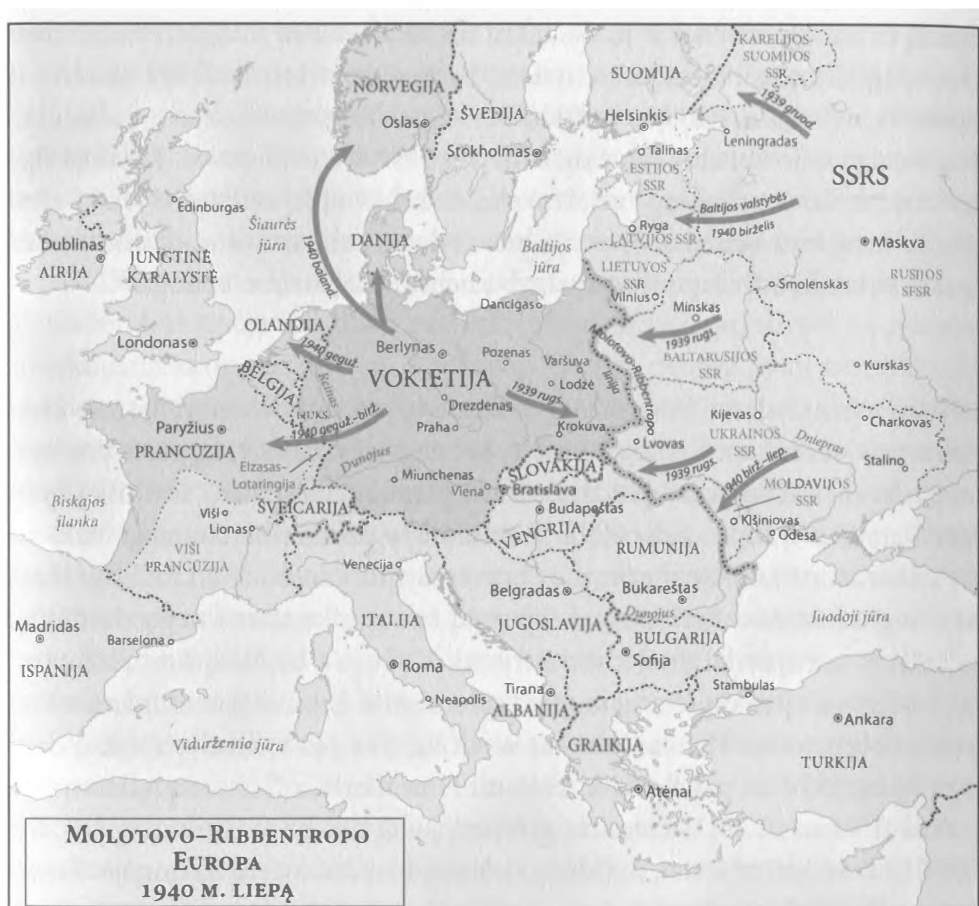 KARELIJOS-
SUOMIJOS
SSR
SUOMIJA
NORVEGIJA
ŠVEDIJA
Oslas
Stokholmas
Helsinkis
1939 gruod.
Leningradas
Talinas
ESTIJOS
SSR
SSRS
Edinburgas
Šiaurės
jūra
Baltijos valstybės
1940 birželis
Ryga
LATVIJOS SSR
Maskva
Dublinas
AIRIJA
JUNGTINĖ
KARALYSTĖ
1940 baland.
DANIJA
Baltijos
jūra
LIETUVOS
SSR
Vilnius
Smolenskas
RUSIJOS
SFSR
Dancigas
Minskas
1939 rugs.
OLANDIJA
Londonas
1940 geguž.
Berlynas
Pozenas
Varšuva
Molotovo-Ribbentropo
linija
BALTARUSIJOS
SSR
Kurskas
BELGIJA
VOKIETIJA
Lodzė
1939 rugs.
Drezdenas
LIUKS.
1940 geguž.-birž.
Paryžius
PRANCŪZIJA
Praha
Krokuva
Lvovas
Kijevas
UKRAINOS
SSR
Dniepras
Charkovas
Elzasas-
Lotaringija
Dunojus
1939 rugs.
1940 birž.-liep.
Stalino
Miunchenas
Viena
SLOVAKIJA
Bratislava
MOLDAVIJOS
SSR
Biskajos
įlanka
Viši
Lionas
ŠVEICARIJA
Budapeštas
VENGRIJA
Kišiniovas
Odesa
VIŠI
PRANCŪZIJA
Venecija
RUMUNIJA
Belgradas
Bukareštas
Madridas
Barselona
ISPANIJA
ITALIJA
JUGOSLAVIJA
Dunojus
BULGARIJA
Juodoji jūra
Roma
Sofija
Neapolis
Tirana
ALBANIJA
Stambulas
Ankara
Viduržemio jūra
GRAIKIJA
TURKIJA
Atėnai
MOLOTOVO-RIBBENTROPO
EUROPA
1940 M. LIEPĄ